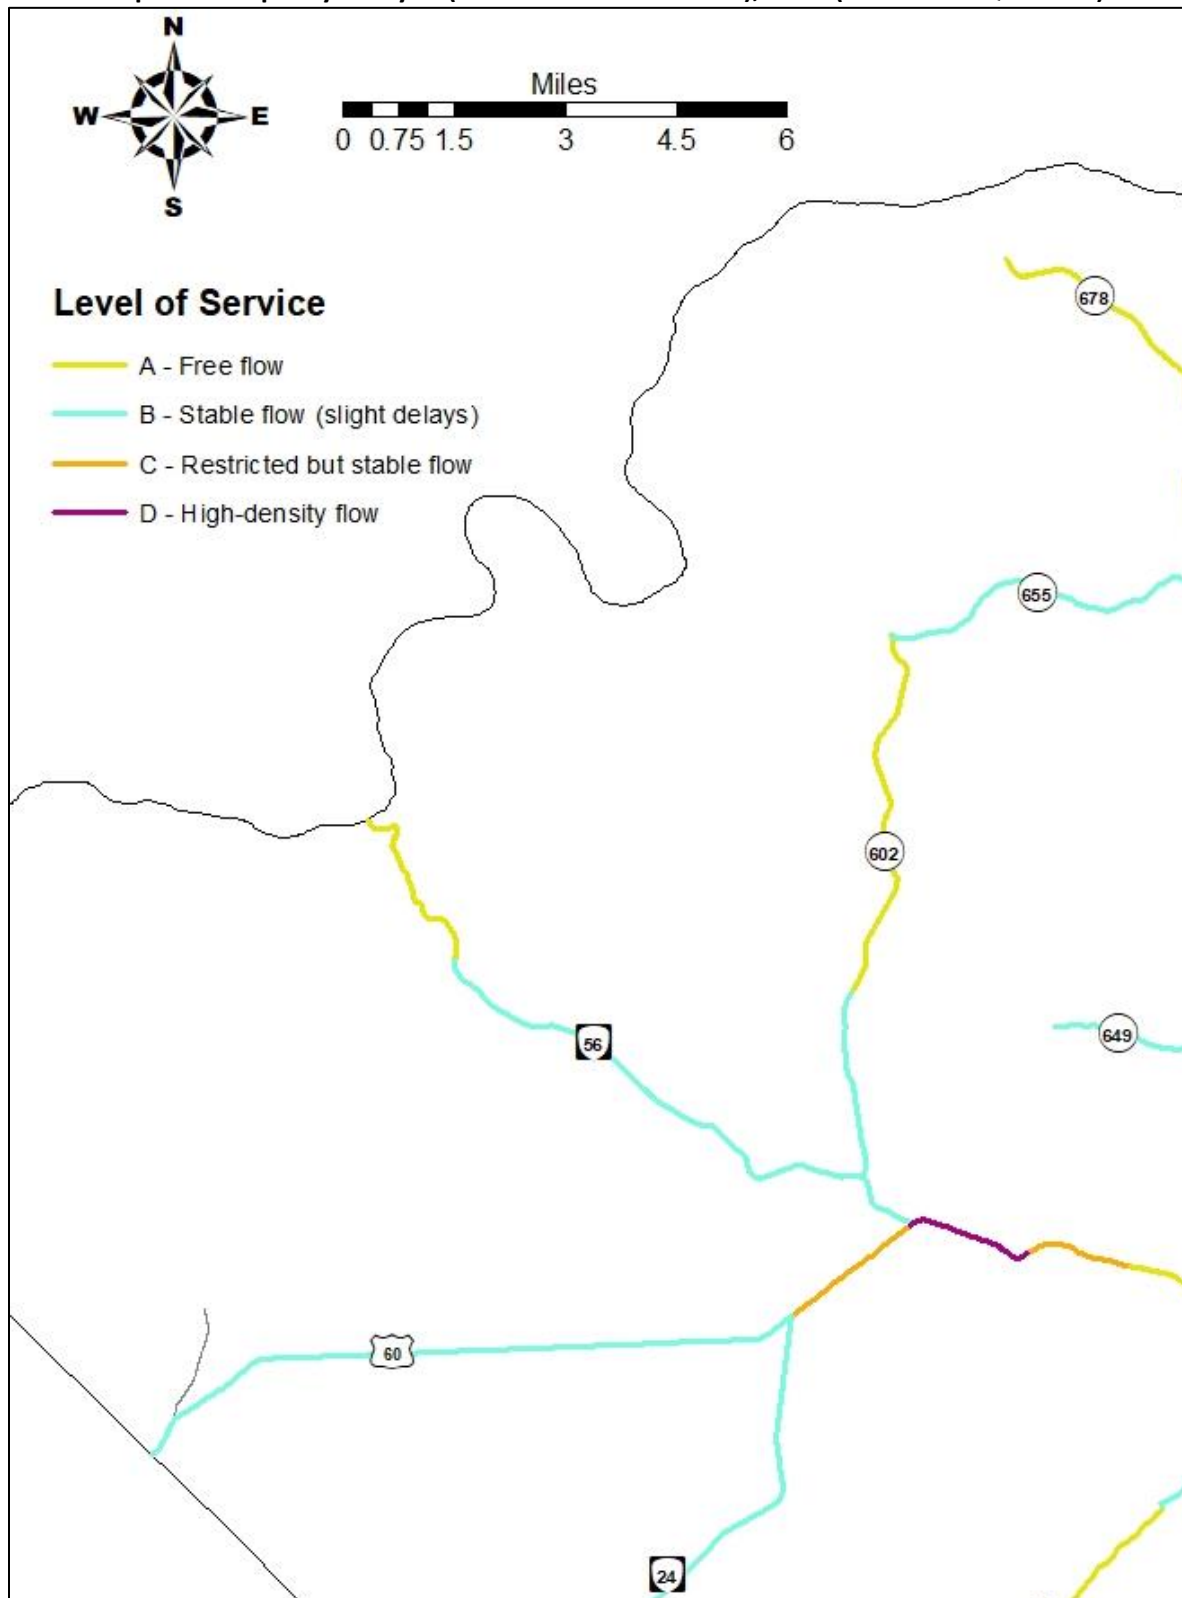 N
W E
S
Miles
0 0.75 1.5 3 4.5 6
Level of Service
A - Free flow
B - Stable flow (slight delays)
C - Restricted but stable flow
D - High-density flow
678
655
602
56
649
60
24